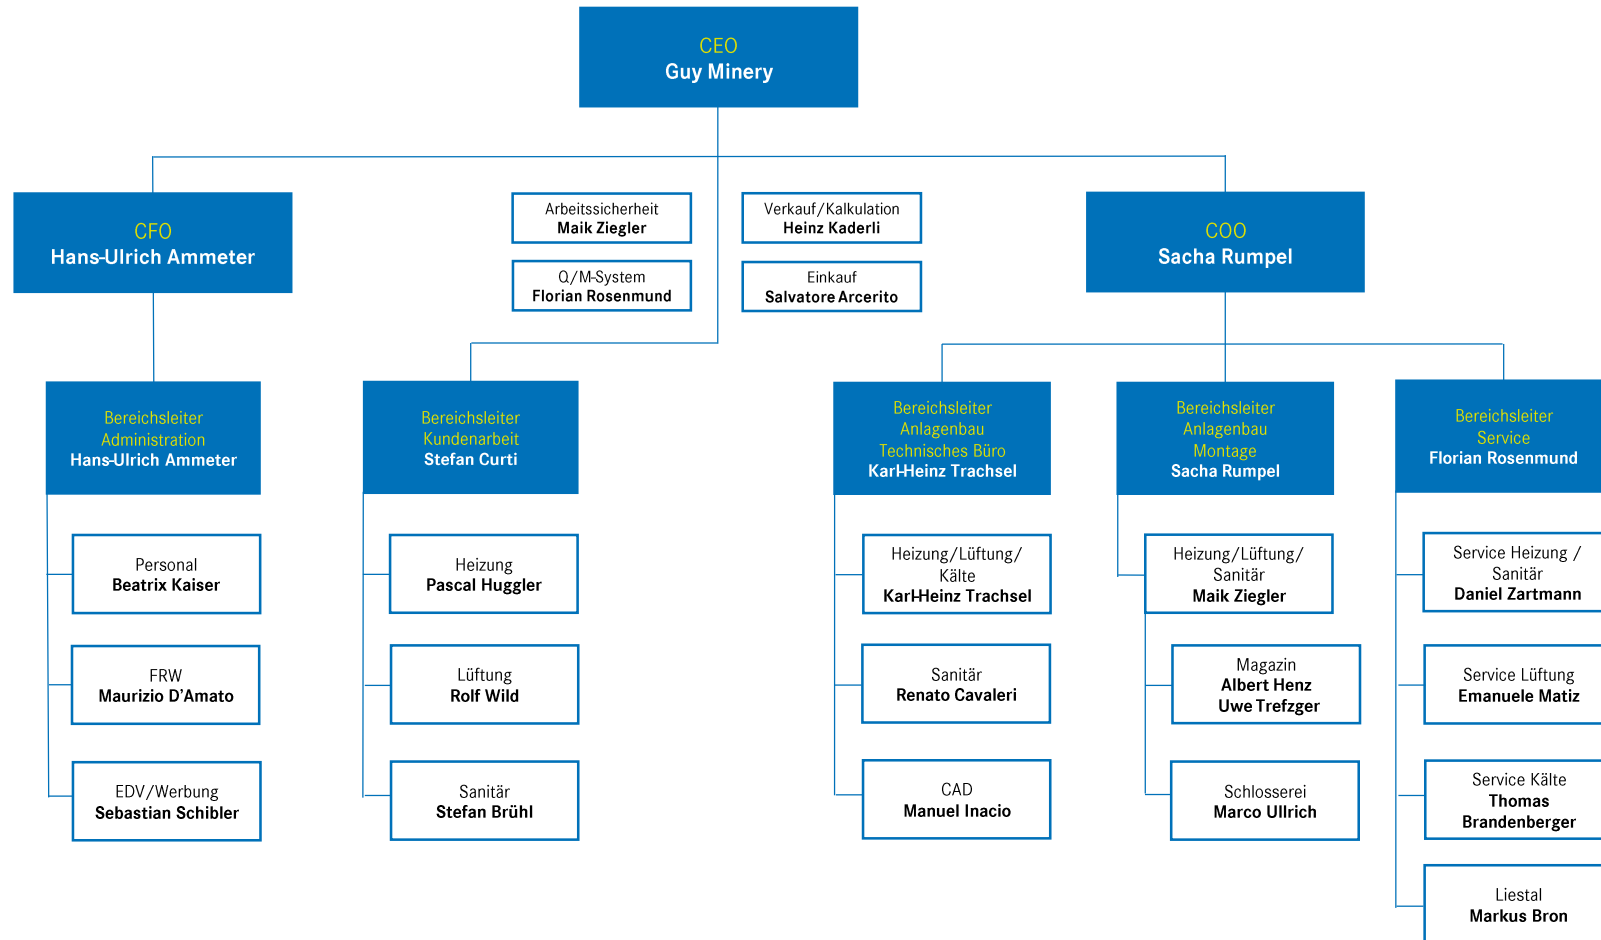 CEO
Guy Minery
CFO
Hans-Ulrich Ammeter
Arbeitssicherheit
Maik Ziegler
Verkauf/Kalkulation
Heinz Kaderli
Q/M-System
Florian Rosenmund
Einkauf
Salvatore Arcerito
COO
Sacha Rumpel
Bereichsleiter
Administration
Hans-Ulrich Ammeter
Personal
Beatrix Kaiser
FRW
Maurizio D'Amato
EDV/Werbung
Sebastian Schibler
Bereichsleiter
Kundenarbeit
Stefan Curti
Heizung
Pascal Huggler
Lüftung
Rolf Wild
Sanitär
Stefan Brühl
Bereichsleiter
Anlagenbau
Technisches Büro
Karl-Heinz Trachsel
Heizung/Lüftung/
Kälte
Karl-Heinz Trachsel
Sanitär
Renato Cavaleri
CAD
Manuel Inacio
Bereichsleiter
Anlagenbau
Montage
Sacha Rumpel
Heizung/Lüftung/
Sanitär
Maik Ziegler
Magazin
Albert Henz
Uwe Trefzger
Schlosserei
Marco Ullrich
Bereichsleiter
Service
Florian Rosenmund
Service Heizung /
Sanitär
Daniel Zartmann
Service Lüftung
Emanuele Matiz
Service Kälte
Thomas
Brandenberger
Liestal
Markus Bron